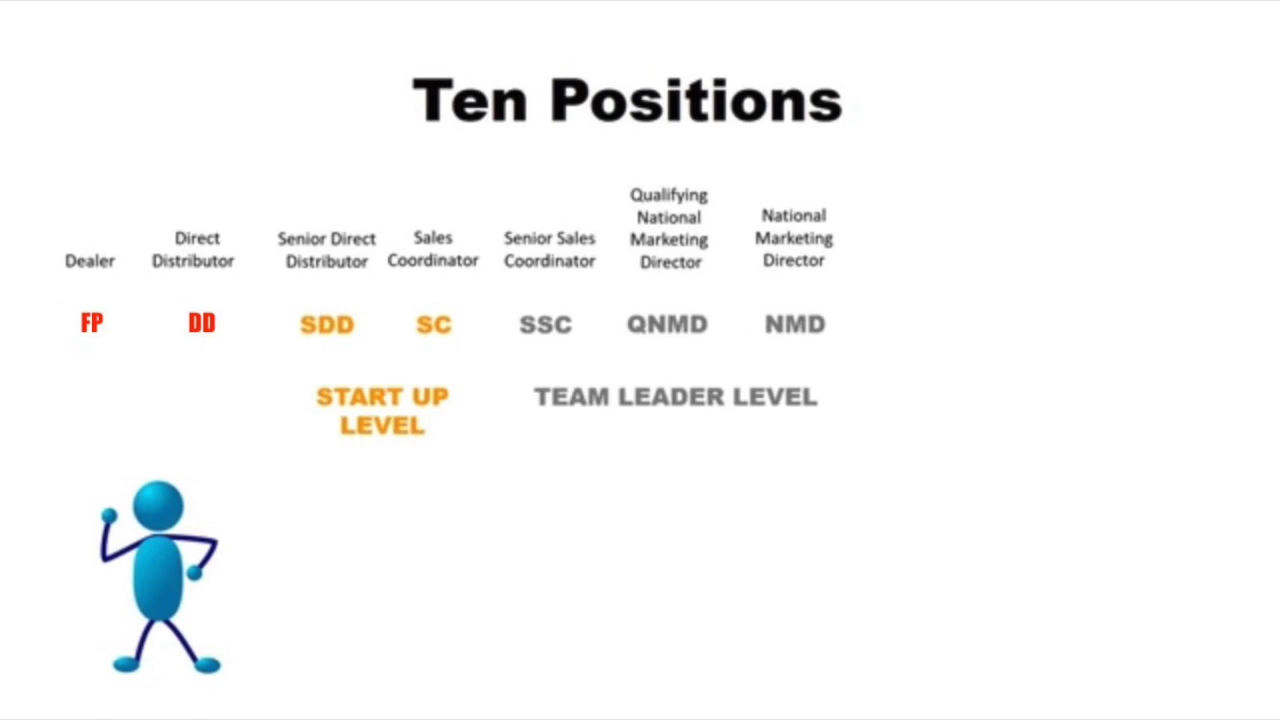 Ten Positions
Dealer
Direct
Distributor
Senior Direct
Distributor
Sales
Coordinator
Senior Sales
Coordinator
Qualifying
National
Marketing
Director
National
Marketing
Director
FP
DD
SDD
SC
SSC
QNMD
NMD
START UP
LEVEL
TEAM LEADER LEVEL